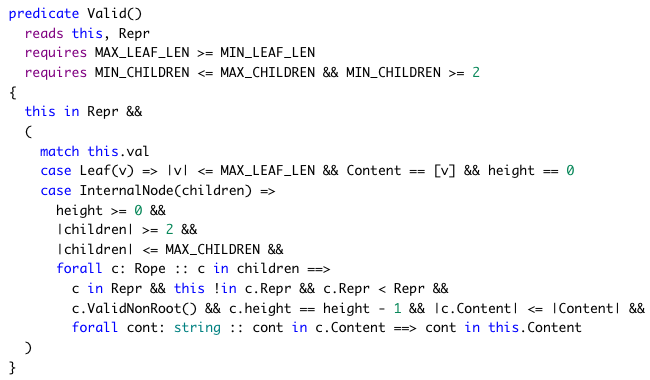 predicate Valid()
  reads this, Repr
  requires MAX_LEAF_LEN >= MIN_LEAF_LEN
  requires MIN_CHILDREN <= MAX_CHILDREN && MIN_CHILDREN >= 2
{
  this in Repr &&
  (
    match this.val
    case Leaf(v) => |v| <= MAX_LEAF_LEN && Content == [v] && height == 0
    case InternalNode(children) =>
      height >= 0 &&
      |children| >= 2 &&
      |children| <= MAX_CHILDREN &&
      forall c: Rope :: c in children ==>
        c in Repr && this !in c.Repr && c.Repr < Repr &&
        c.ValidNonRoot() && c.height == height - 1 && |c.Content| <= |Content| &&
        forall cont: string :: cont in c.Content ==> cont in this.Content
  )
}